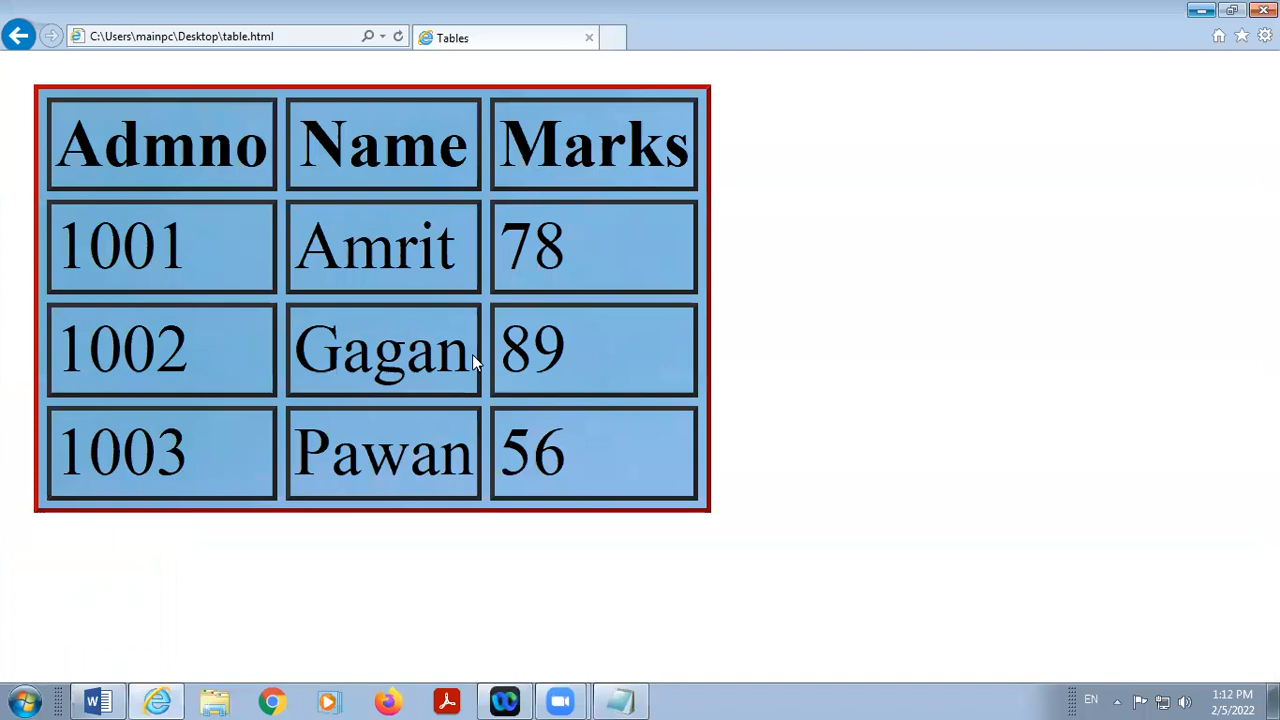 C:\Users\mainpc\Desktop\table.html
Tables
Admno Name Marks
1001 Amrit 78
1002 Gagan 89
1003 Pawan 56
EN
1:12 PM
2/5/2022